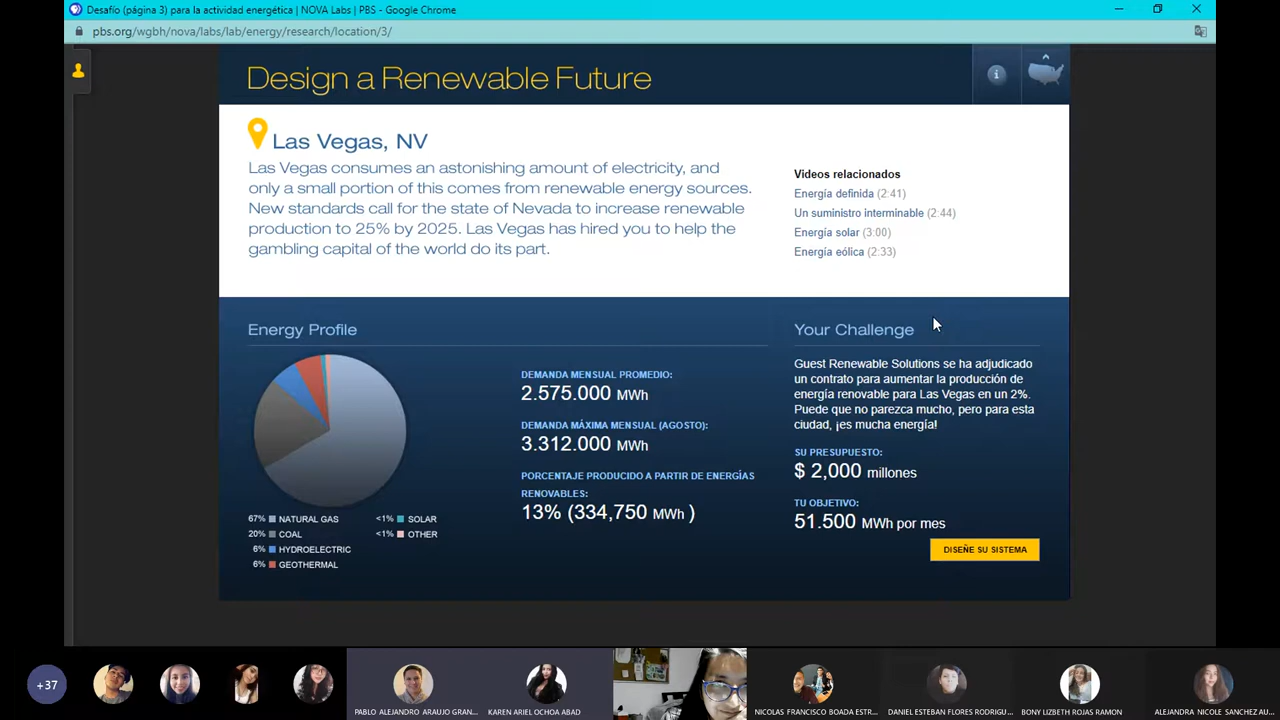 Desafío (página 3) para la actividad energética | NOVA Labs | PBS - Google Chrome
pbs.org/wgbh/nova/labs/lab/energy/research/location/3/
Design a Renewable Future
Las Vegas, NV
Las Vegas consumes an astonishing amount of electricity, and
only a small portion of this comes from renewable energy sources.
New standards call for the state of Nevada to increase renewable
production to 25% by 2025. Las Vegas has hired you to help the
gambling capital of the world do its part.
Videos relacionados
Energía definida (2:41)
Un suministro interminable (2:44)
Energía solar (3:00)
Energía eólica (2:33)
Energy Profile
67% NATURAL GAS
20% COAL
6% HYDROELECTRIC
6% GEOTHERMAL
<1% SOLAR
<1% OTHER
DEMANDA MENSUAL PROMEDIO:
2.575.000 MWh
DEMANDA MÁXIMA MENSUAL (AGOSTO):
3.312.000 MWh
PORCENTAJE PRODUCIDO A PARTIR DE ENERGÍAS
RENOVABLES:
13% (334,750 MWh )
Your Challenge
Guest Renewable Solutions se ha adjudicado
un contrato para aumentar la producción de
energía renovable para Las Vegas en un 2%.
Puede que no parezca mucho, pero para esta
ciudad, ¡es mucha energía!
SU PRESUPUESTO:
$ 2,000 millones
TU OBJETIVO:
51.500 MWh por mes
DISEÑE SU SISTEMA
+37
PABLO ALEJANDRO ARAUJO GRAN...
KAREN ARIEL OCHOA ABAD
NICOLAS FRANCISCO BOADA ESTR...
DANIEL ESTEBAN FLORES RODRIGU...
BONY LIZBETH ROJAS RAMON
ALEJANDRA NICOLE SANCHEZ AU...